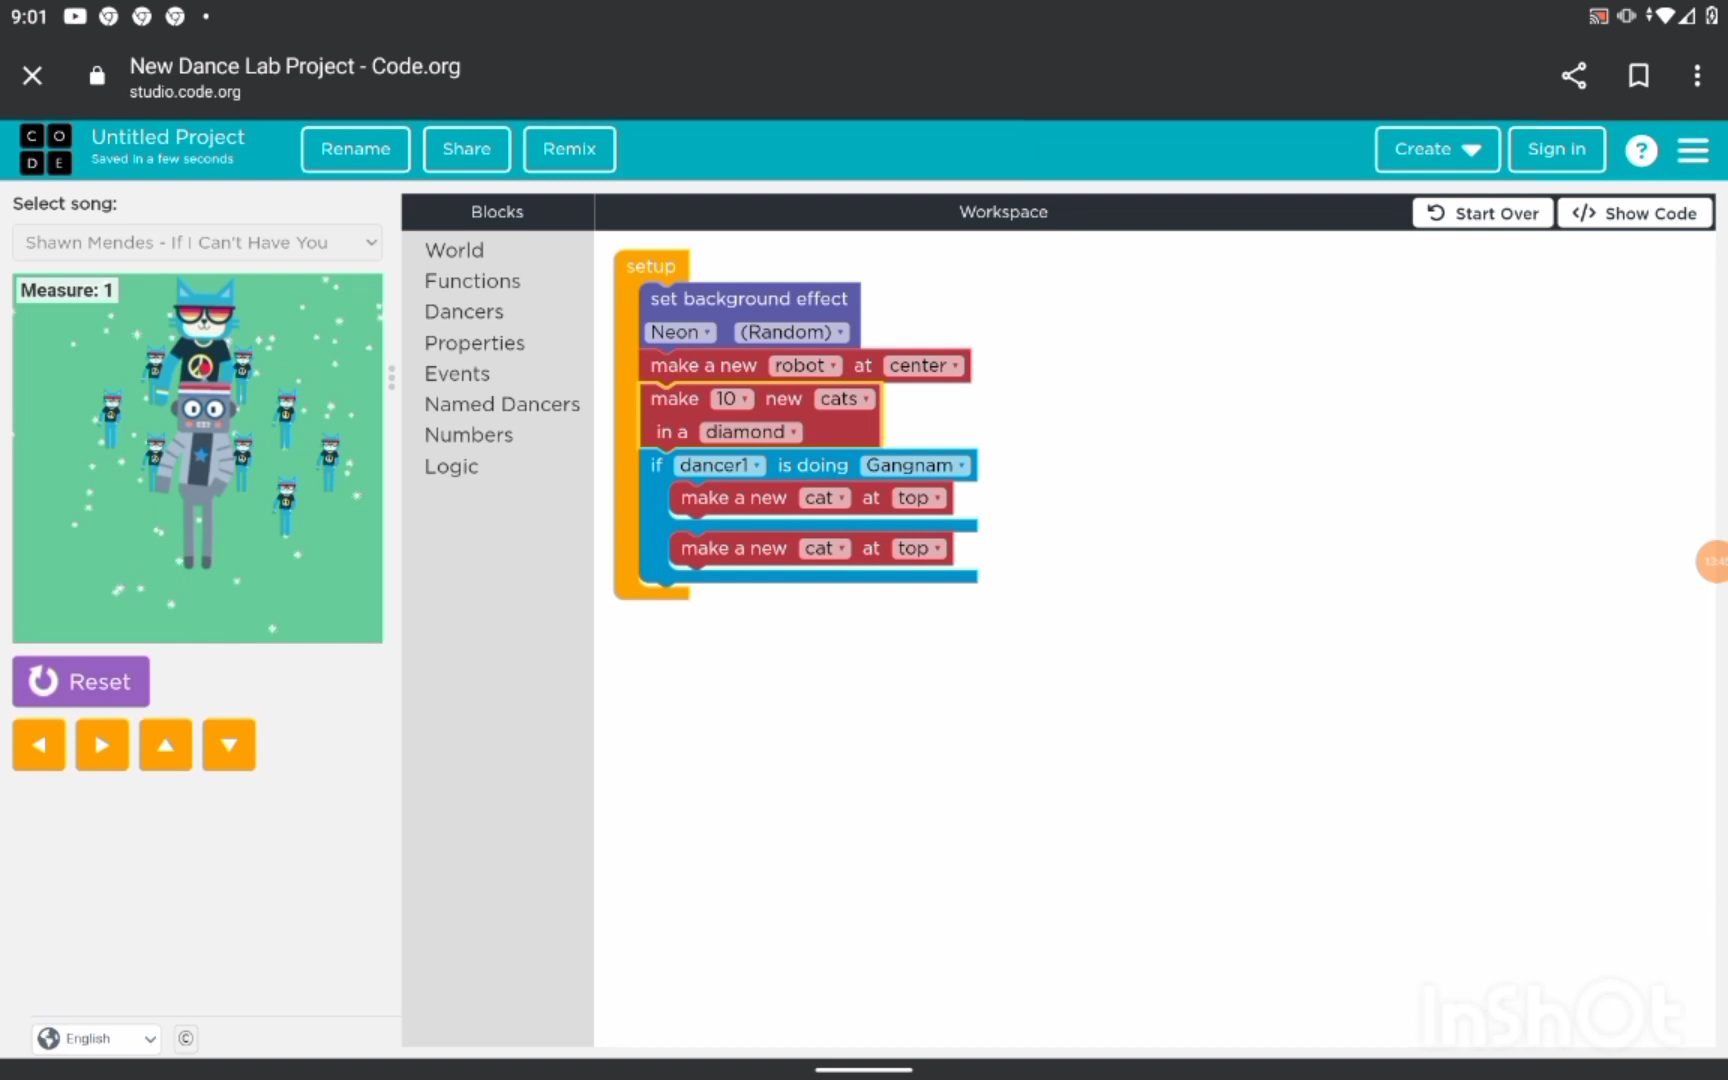 9:01
New Dance Lab Project - Code.org
studio.code.org
C O
D E
Untitled Project
Saved in a few seconds
Rename
Share
Remix
Create
Sign in
?
Select song:
Shawn Mendes - If I Can't Have You
Measure: 1
Reset
English
©
Blocks
World
Functions
Dancers
Properties
Events
Named Dancers
Numbers
Logic
Workspace
Start Over
</> Show Code
setup
set background effect
Neon (Random)
make a new robot at center
make 10 new cats
in a diamond
if dancer1 is doing Gangnam
make a new cat at top
make a new cat at top
InShOt